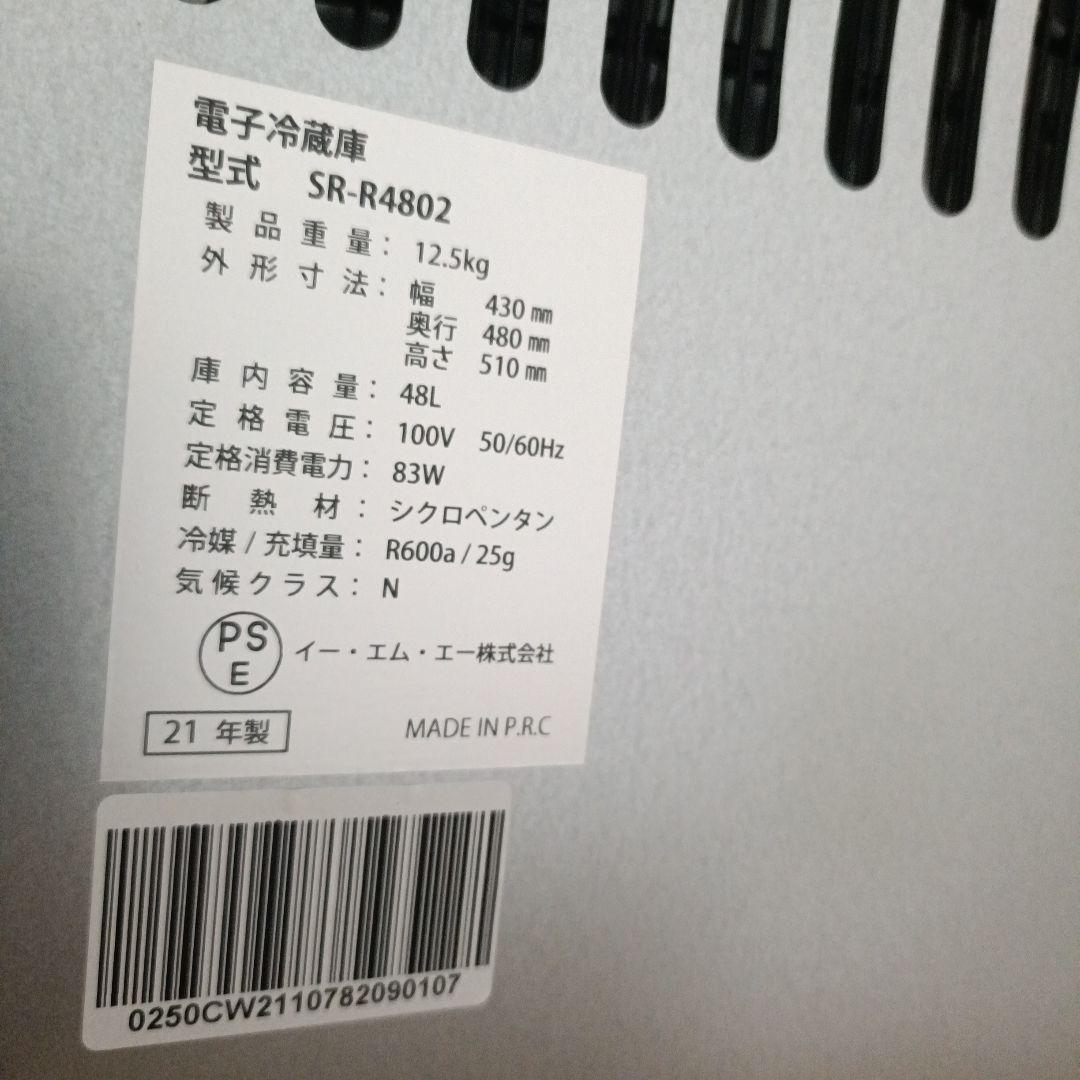 電子冷蔵庫
型式 SR-R4802
製品重量： 12.5kg
外形寸法： 幅 430㎜
奥行 480㎜
高さ 510㎜
庫内容量： 48L
定格電圧： 100V 50/60Hz
定格消費電力： 83W
断熱材： シクロペンタン
冷媒/充填量： R600a / 25g
気候クラス： N
PS
E イー・エム・エー株式会社
21 年製 MADE IN P.R.C
0250CW2110782090107